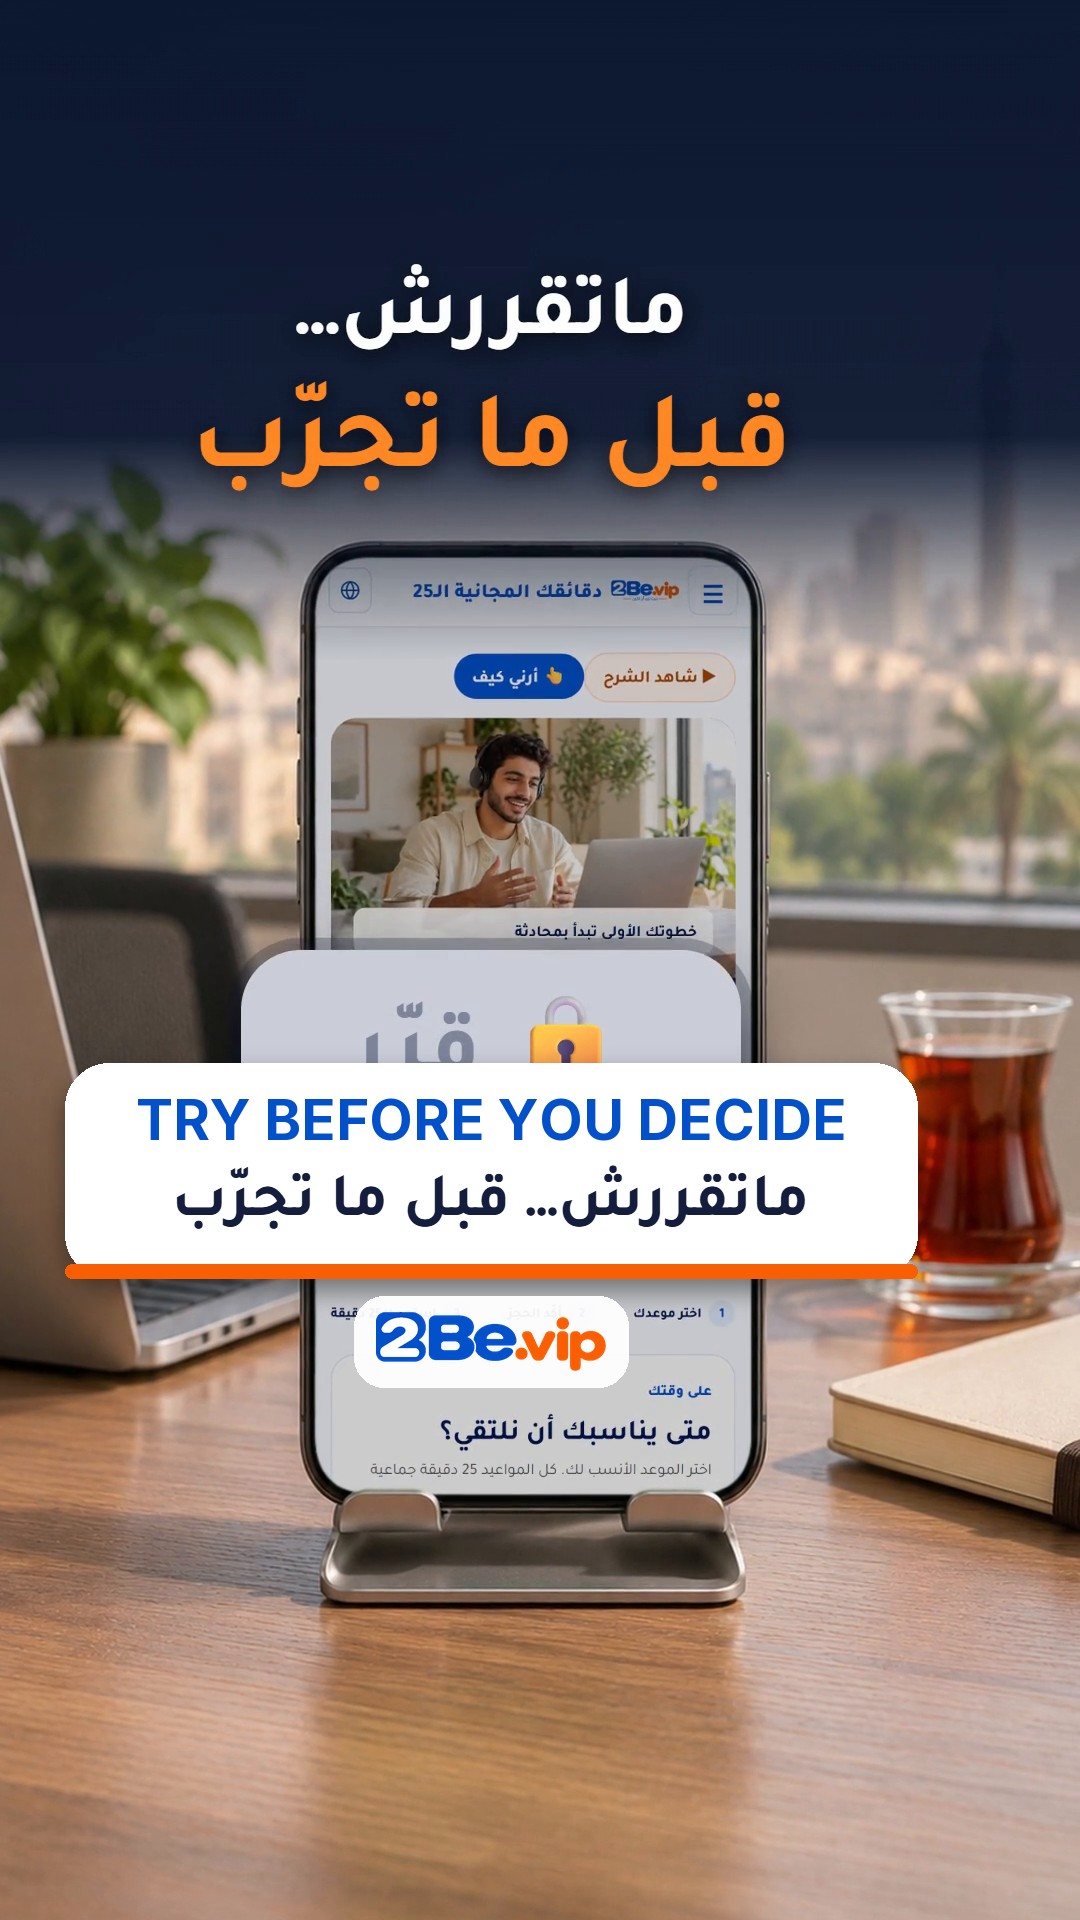 ماتقررش...
قبل ما تجرّب
2Be.vip دقائقك المجانية الـ25
▶ شاهد الشرح
👆 أرني كيف
خطوتك الأولى تبدأ بمحادثة
🔒 قرّر
TRY BEFORE YOU DECIDE
ماتقررش... قبل ما تجرّب
1 اختر موعدك
2Be.vip
على وقتك
متى يناسبك أن نلتقي؟
اختر الموعد الأنسب لك. كل المواعيد 25 دقيقة جماعية